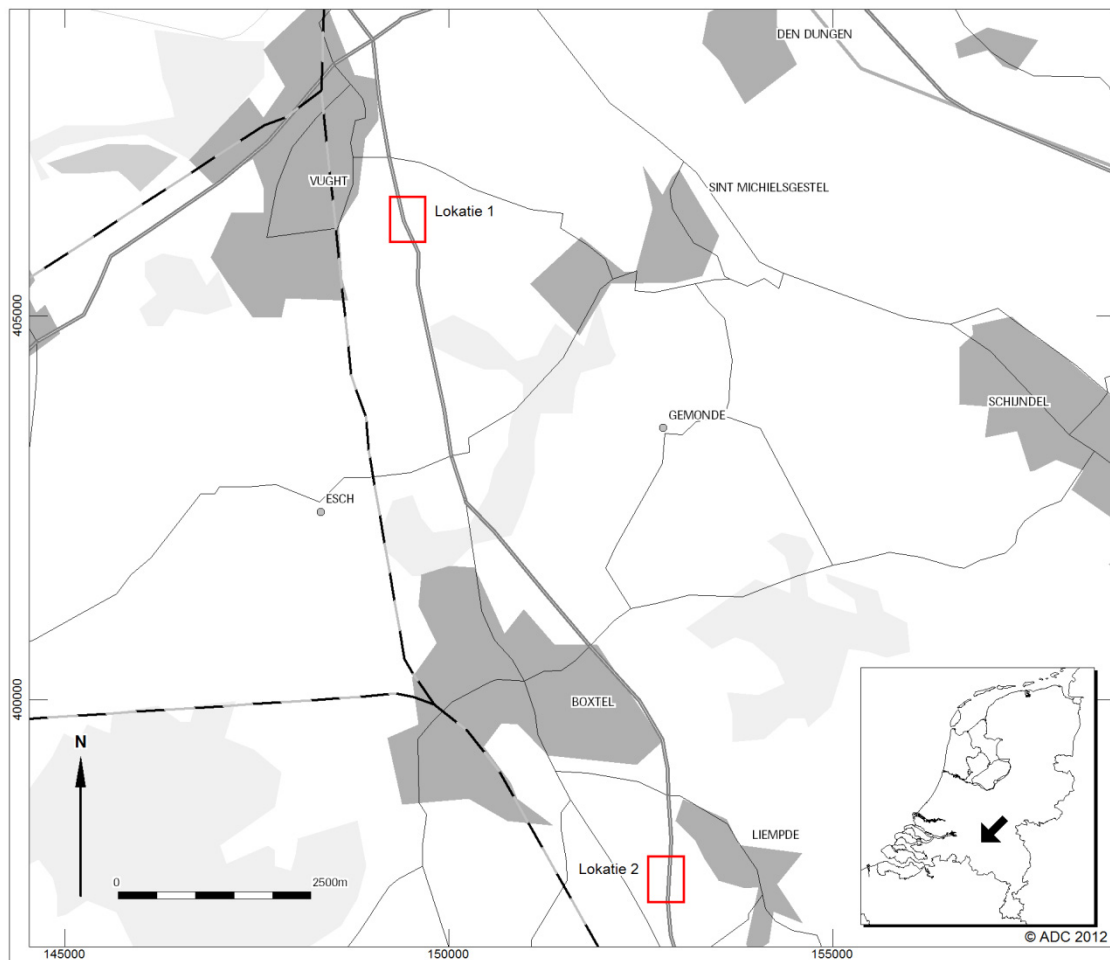 DEN DUNGEN
VUGHT
SINT MICHIELSGESTEL
Lokatie 1
405000
SCHIJNDEL
GEMONDE
ESCH
400000
BOXTEL
N
LIEMPDE
Lokatie 2
0
2500m
© ADC 2012
145000
150000
155000